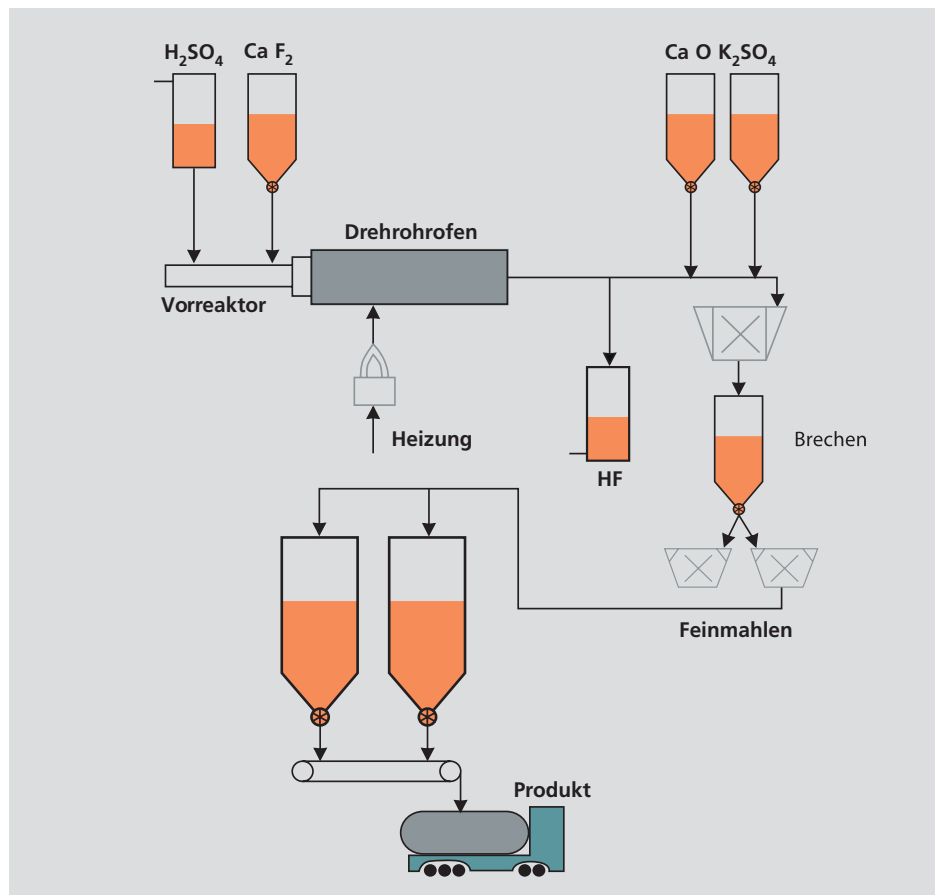 H₂SO₄ Ca F₂ Ca O K₂SO₄
Drehrohrofen
Vorreaktor
Heizung
HF
Brechen
Feinmahlen
Produkt